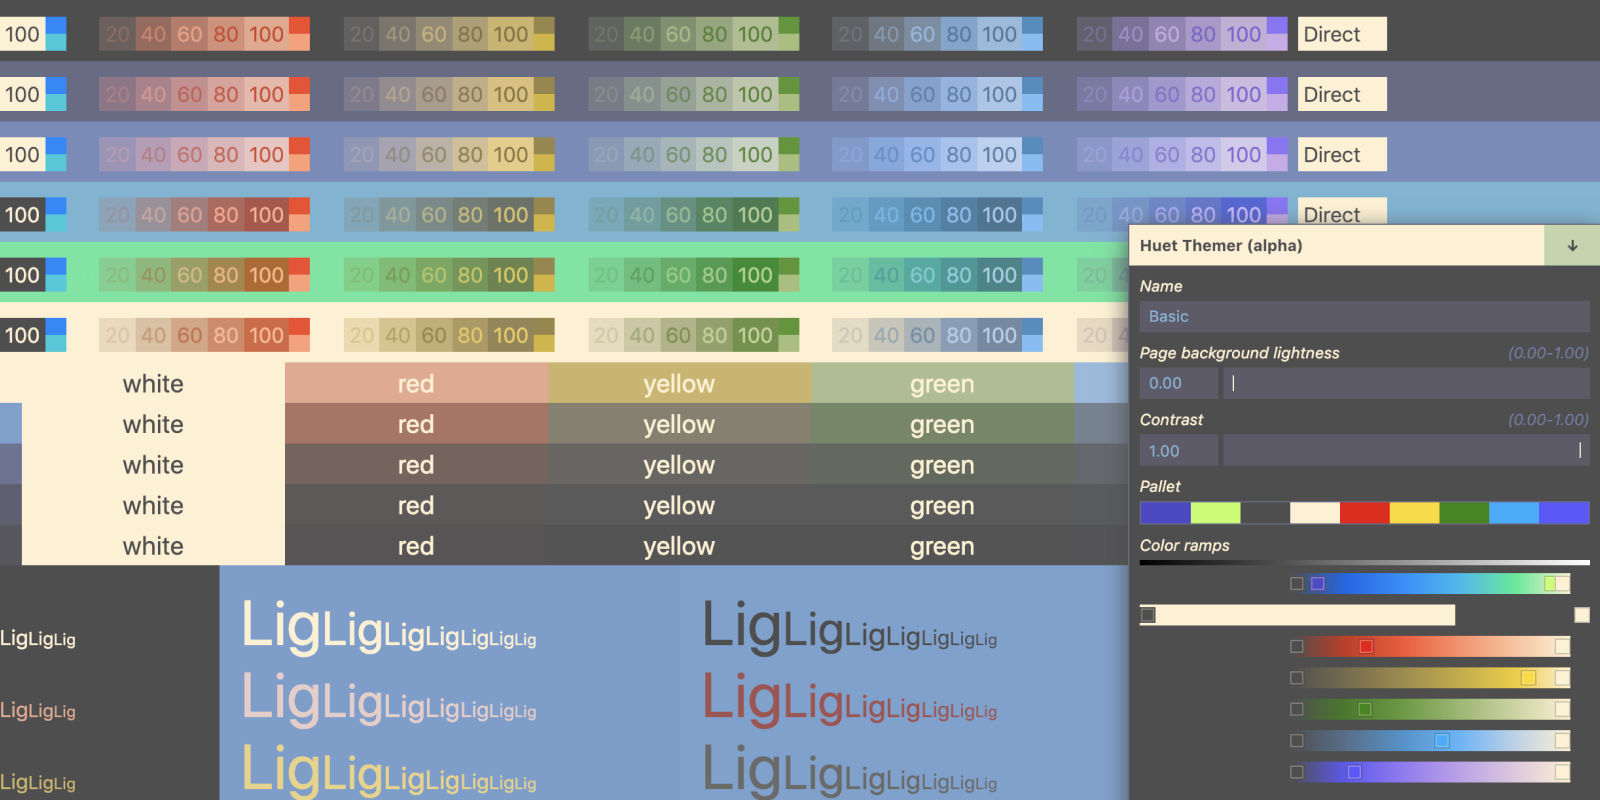 100 20 40 60 80 100 20 40 60 80 100 20 40 60 80 100 20 40 60 80 100 20 40 60 80 100 Direct
100 20 40 60 80 100 20 40 60 80 100 20 40 60 80 100 20 40 60 80 100 20 40 60 80 100 Direct
100 20 40 60 80 100 20 40 60 80 100 20 40 60 80 100 20 40 60 80 100 20 40 60 80 100 Direct
100 20 40 60 80 100 20 40 60 80 100 20 40 60 80 100 20 40 60 80 100 20 40 60 80 100 Direct
100 20 40 60 80 100 20 40 60 80 100 20 40 60 80 100 20 40 60 80 100 20
100 20 40 60 80 100 20 40 60 80 100 20 40 60 80 100 20 40 60 80 100 20
white red yellow green
white red yellow green
white red yellow green
white red yellow green
white red yellow green
LigLigLig LigLigLigLigLigLig LigLigLigLigLigLig
LigLigLig LigLigLigLigLigLig LigLigLigLigLigLig
LigLigLig LigLigLigLigLigLig LigLigLigLigLigLig
Huet Themer (alpha) ↓
Name
Basic
Page background lightness (0.00-1.00)
0.00
Contrast (0.00-1.00)
1.00
Pallet
Color ramps